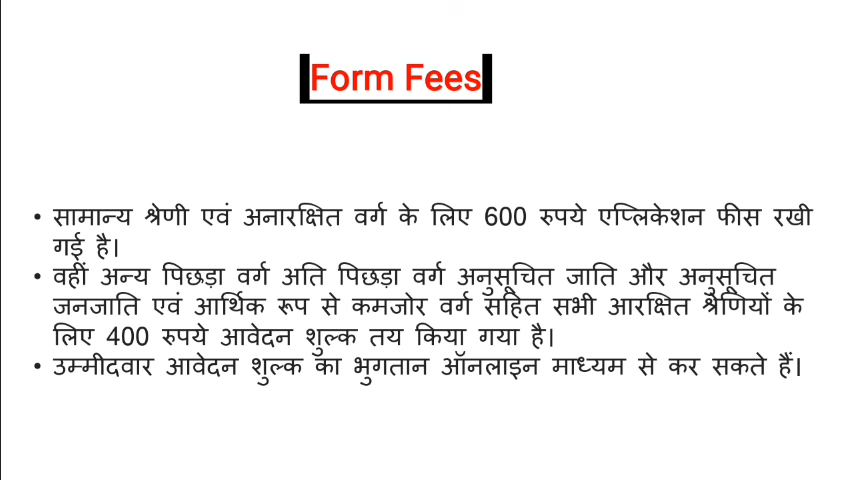 Form Fees
• सामान्य श्रेणी एवं अनारक्षित वर्ग के लिए 600 रुपये एप्लिकेशन फीस रखी
गई है।
• वहीं अन्य पिछड़ा वर्ग अति पिछड़ा वर्ग अनुसूचित जाति और अनुसूचित
जनजाति एवं आर्थिक रूप से कमजोर वर्ग सहित सभी आरक्षित श्रेणियों के
लिए 400 रुपये आवेदन शुल्क तय किया गया है।
• उम्मीदवार आवेदन शुल्क का भुगतान ऑनलाइन माध्यम से कर सकते हैं।